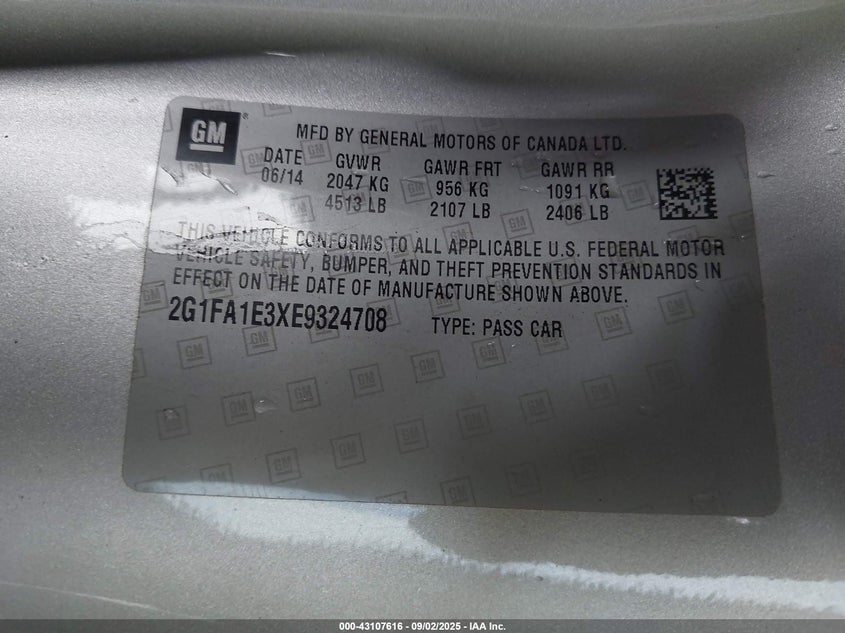 GM
MFD BY GENERAL MOTORS OF CANADA LTD.
DATE GVWR GAWR FRT GAWR RR
06/14 2047 KG 956 KG 1091 KG
4513 LB 2107 LB 2406 LB
THIS VEHICLE CONFORMS TO ALL APPLICABLE U.S. FEDERAL MOTOR
VEHICLE SAFETY, BUMPER, AND THEFT PREVENTION STANDARDS IN
EFFECT ON THE DATE OF MANUFACTURE SHOWN ABOVE.
2G1FA1E3XE9324708 TYPE: PASS CAR
000-43107616 - 09/02/2025 - IAA Inc.